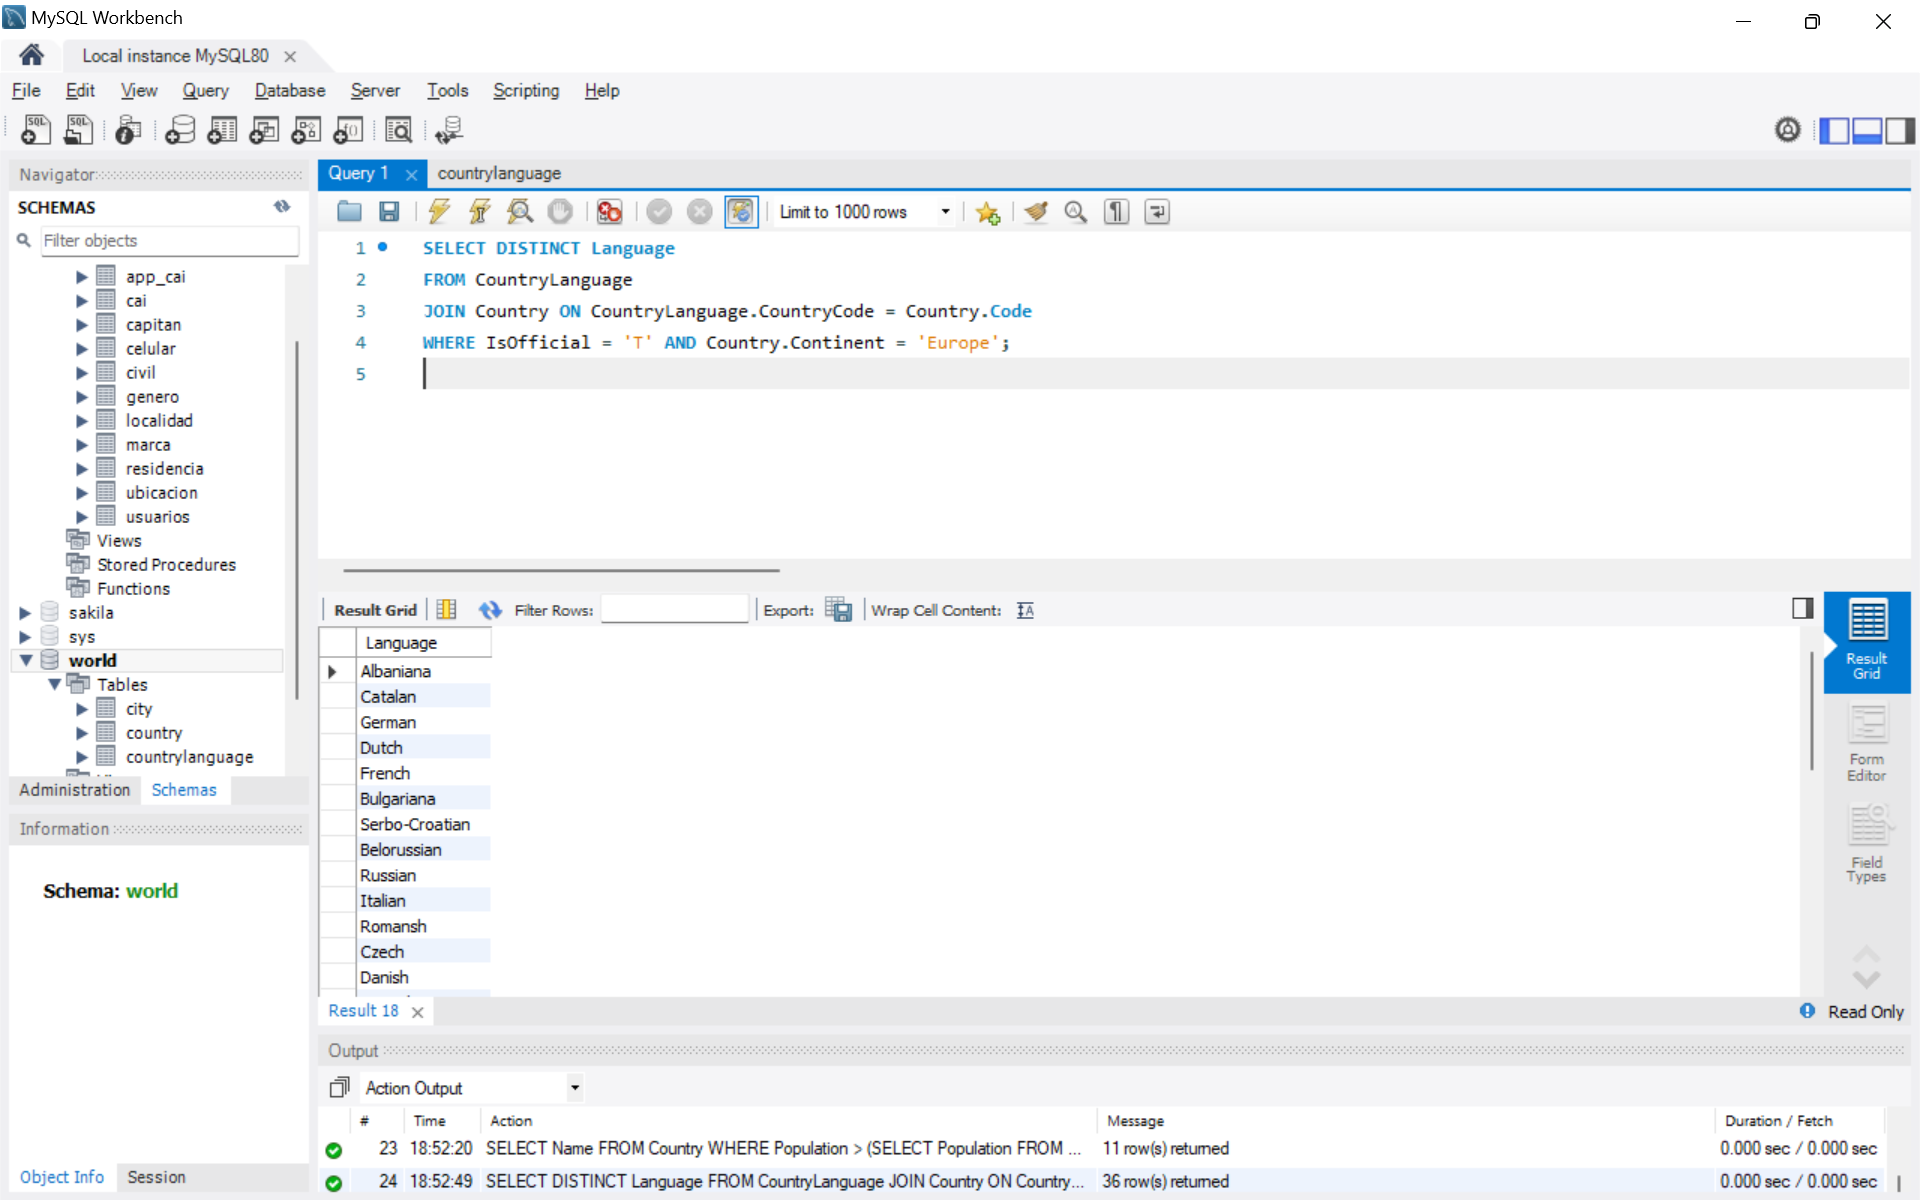 MySQL Workbench
Local instance MySQL80
File Edit View Query Database Server Tools Scripting Help
Navigator
SCHEMAS
Filter objects
app_cai
cai
capitan
celular
civil
genero
localidad
marca
residencia
ubicacion
usuarios
Views
Stored Procedures
Functions
sakila
sys
world
Tables
city
country
countrylanguage
Administration Schemas
Information
Schema: world
Object Info Session
Query 1 countrylanguage
Limit to 1000 rows
1 SELECT DISTINCT Language
2 FROM CountryLanguage
3 JOIN Country ON CountryLanguage.CountryCode = Country.Code
4 WHERE IsOfficial = 'T' AND Country.Continent = 'Europe';
5
Result Grid Filter Rows: Export: Wrap Cell Content:
Language
Albaniana
Catalan
German
Dutch
French
Bulgariana
Serbo-Croatian
Belorussian
Russian
Italian
Romansh
Czech
Danish
Result Grid
Form Editor
Field Types
Result 18 Read Only
Output
Action Output
# Time Action Message Duration / Fetch
23 18:52:20 SELECT Name FROM Country WHERE Population > (SELECT Population FROM ... 11 row(s) returned 0.000 sec / 0.000 sec
24 18:52:49 SELECT DISTINCT Language FROM CountryLanguage JOIN Country ON Country... 36 row(s) returned 0.000 sec / 0.000 sec